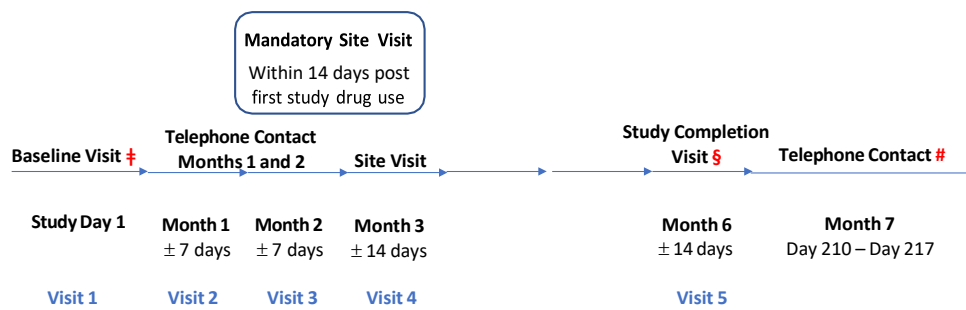 Mandatory Site Visit
Within 14 days post
first study drug use
Baseline Visit ‡
Telephone Contact
Months 1 and 2
Site Visit
Study Completion
Visit §
Telephone Contact #
Study Day 1
Month 1
± 7 days
Month 2
± 7 days
Month 3
± 14 days
Month 6
± 14 days
Month 7
Day 210 – Day 217
Visit 1
Visit 2
Visit 3
Visit 4
Visit 5